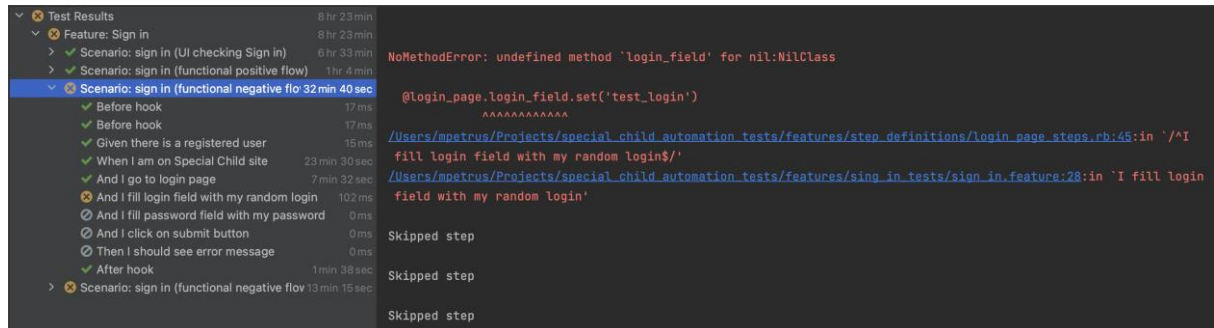 Test Results 8 hr 23 min
Feature: Sign in 8 hr 23 min
Scenario: sign in (UI checking Sign in) 6 hr 33 min
Scenario: sign in (functional positive flow) 1 hr 4 min
Scenario: sign in (functional negative flo 32 min 40 sec
Before hook 17 ms
Before hook 17 ms
Given there is a registered user 15 ms
When I am on Special Child site 23 min 30 sec
And I go to login page 7 min 32 sec
And I fill login field with my random login 102 ms
And I fill password field with my password 0 ms
And I click on submit button 0 ms
Then I should see error message 0 ms
After hook 1 min 38 sec
Scenario: sign in (functional negative flov 13 min 15 sec
NoMethodError: undefined method `login_field' for nil:NilClass
@login_page.login_field.set('test_login')
^^^^^^^^^^^^
/Users/mpetrus/Projects/special_child_automation_tests/features/step_definitions/login_page_steps.rb:45:in `/^I
fill login field with my random login$/'
/Users/mpetrus/Projects/special_child_automation_tests/features/sing_in_tests/sign_in.feature:28:in `I fill login
field with my random login'
Skipped step
Skipped step
Skipped step